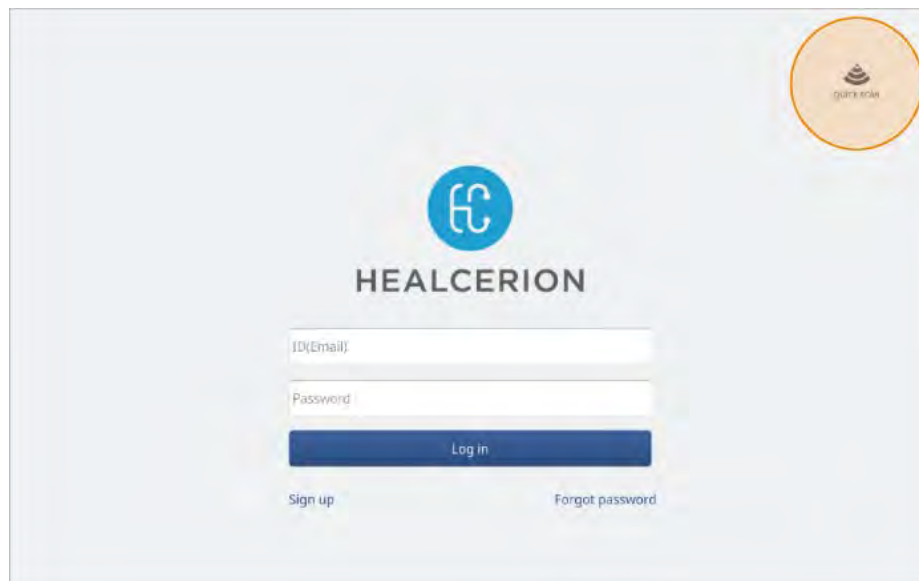 QUICK SCAN
HEALCERION
ID(Email)
Password
Log in
Sign up
Forgot password